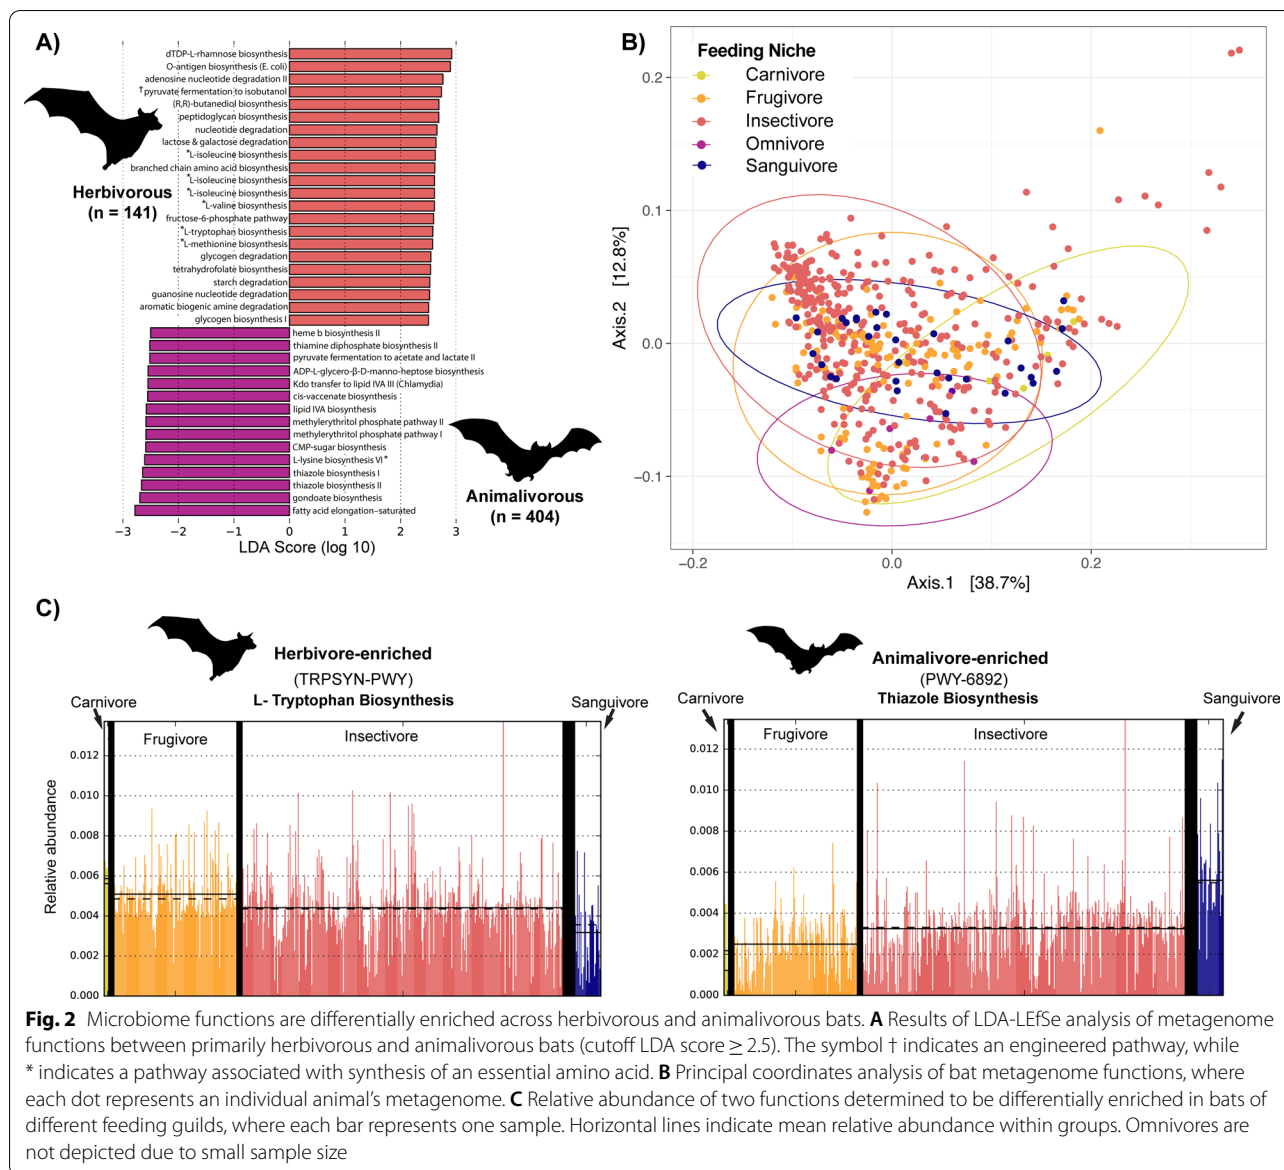 A)
dTDP-L-rhamnose biosynthesis
O-antigen biosynthesis (E. coli)
adenosine nucleotide degradation II
†pyruvate fermentation to isobutanol
(R,R)-butanediol biosynthesis
peptidoglycan biosynthesis
nucleotide degradation
lactose & galactose degradation
*L-isoleucine biosynthesis
branched chain amino acid biosynthesis
*L-isoleucine biosynthesis
*L-isoleucine biosynthesis
*L-valine biosynthesis
fructose-6-phosphate pathway
*L-tryptophan biosynthesis
*L-methionine biosynthesis
glycogen degradation
tetrahydrofolate biosynthesis
starch degradation
guanosine nucleotide degradation
aromatic biogenic amine degradation
glycogen biosynthesis I
heme b biosynthesis II
thiamine diphosphate biosynthesis II
pyruvate fermentation to acetate and lactate II
ADP-L-glycero-β-D-manno-heptose biosynthesis
Kdo transfer to lipid IVA III (Chlamydia)
cis-vaccenate biosynthesis
lipid IVA biosynthesis
methylerythritol phosphate pathway II
methylerythritol phosphate pathway I
CMP-sugar biosynthesis
L-lysine biosynthesis VI*
thiazole biosynthesis I
thiazole biosynthesis II
gondoate biosynthesis
fatty acid elongation–saturated
Herbivorous
(n = 141)
Animalivorous
(n = 404)
−3 −2 −1 0 1 2 3
LDA Score (log 10)
B)
Feeding Niche
Carnivore
Frugivore
Insectivore
Omnivore
Sanguivore
0.2
0.1
0.0
−0.1
Axis.2 [12.8%]
−0.2 0.0 0.2
Axis.1 [38.7%]
C)
Herbivore-enriched
(TRPSYN-PWY)
L- Tryptophan Biosynthesis
Carnivore
Sanguivore
Frugivore
Insectivore
Relative abundance
0.012
0.010
0.008
0.006
0.004
0.002
0.000
Animalivore-enriched
(PWY-6892)
Thiazole Biosynthesis
Carnivore
Sanguivore
Frugivore
Insectivore
0.012
0.010
0.008
0.006
0.004
0.002
0.000
Fig. 2 Microbiome functions are differentially enriched across herbivorous and animalivorous bats. A Results of LDA-LEfSe analysis of metagenome
functions between primarily herbivorous and animalivorous bats (cutoff LDA score ≥ 2.5). The symbol † indicates an engineered pathway, while
* indicates a pathway associated with synthesis of an essential amino acid. B Principal coordinates analysis of bat metagenome functions, where
each dot represents an individual animal's metagenome. C Relative abundance of two functions determined to be differentially enriched in bats of
different feeding guilds, where each bar represents one sample. Horizontal lines indicate mean relative abundance within groups. Omnivores are
not depicted due to small sample size